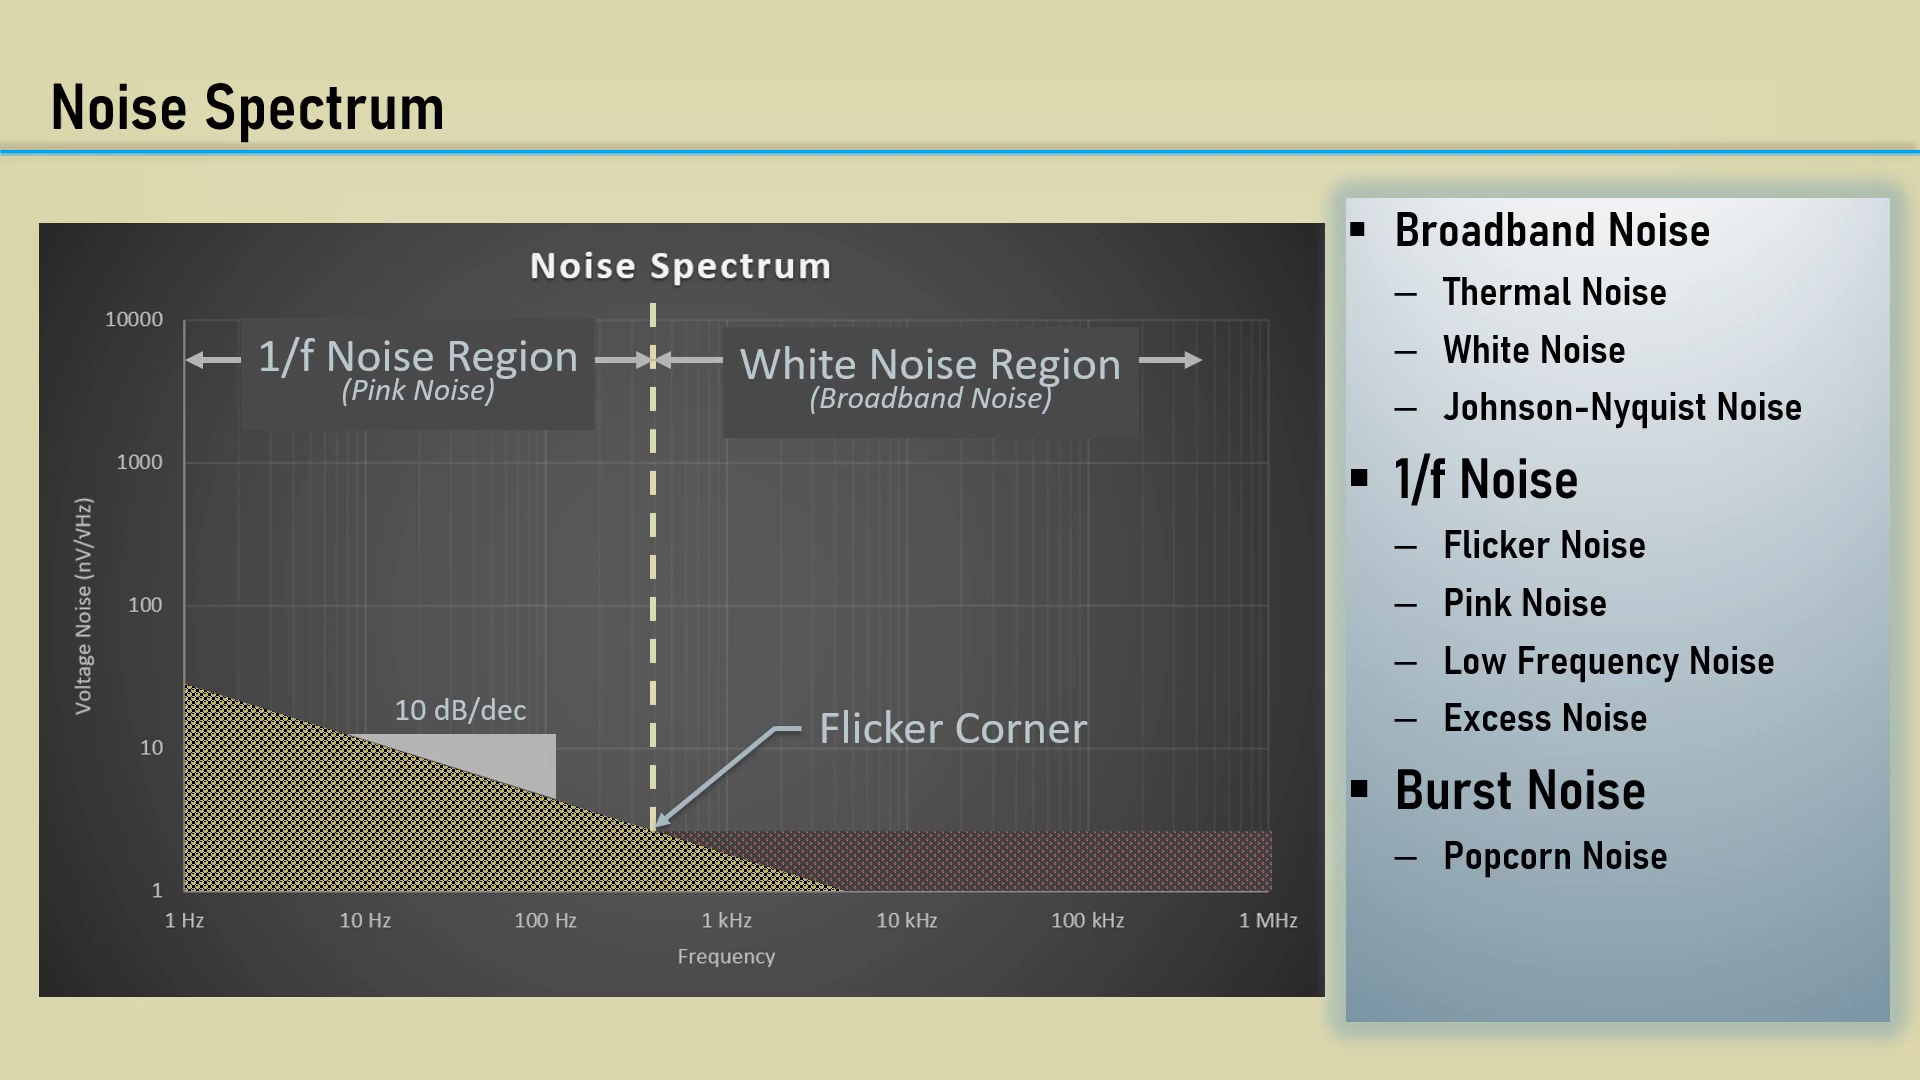 Noise Spectrum
Noise Spectrum
10000
1000
100
10
1
Voltage Noise (nV/√Hz)
1/f Noise Region
(Pink Noise)
White Noise Region
(Broadband Noise)
10 dB/dec
Flicker Corner
1 Hz
10 Hz
100 Hz
1 kHz
10 kHz
100 kHz
1 MHz
Frequency
▪ Broadband Noise
– Thermal Noise
– White Noise
– Johnson-Nyquist Noise
▪ 1/f Noise
– Flicker Noise
– Pink Noise
– Low Frequency Noise
– Excess Noise
▪ Burst Noise
– Popcorn Noise